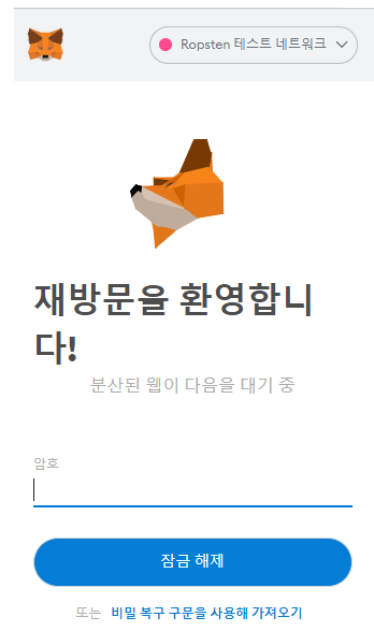 Ropsten 테스트 네트워크
재방문을 환영합니
다!
분산된 웹이 다음을 대기 중
암호
잠금 해제
또는 비밀 복구 구문을 사용해 가져오기